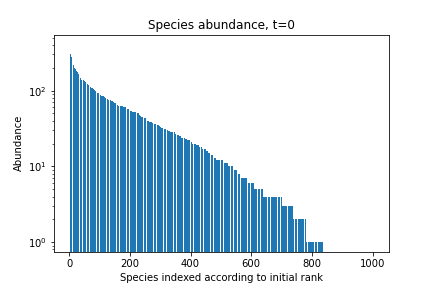 Species abundance, t=0
Abundance
10²
10¹
10⁰
0 200 400 600 800 1000
Species indexed according to initial rank